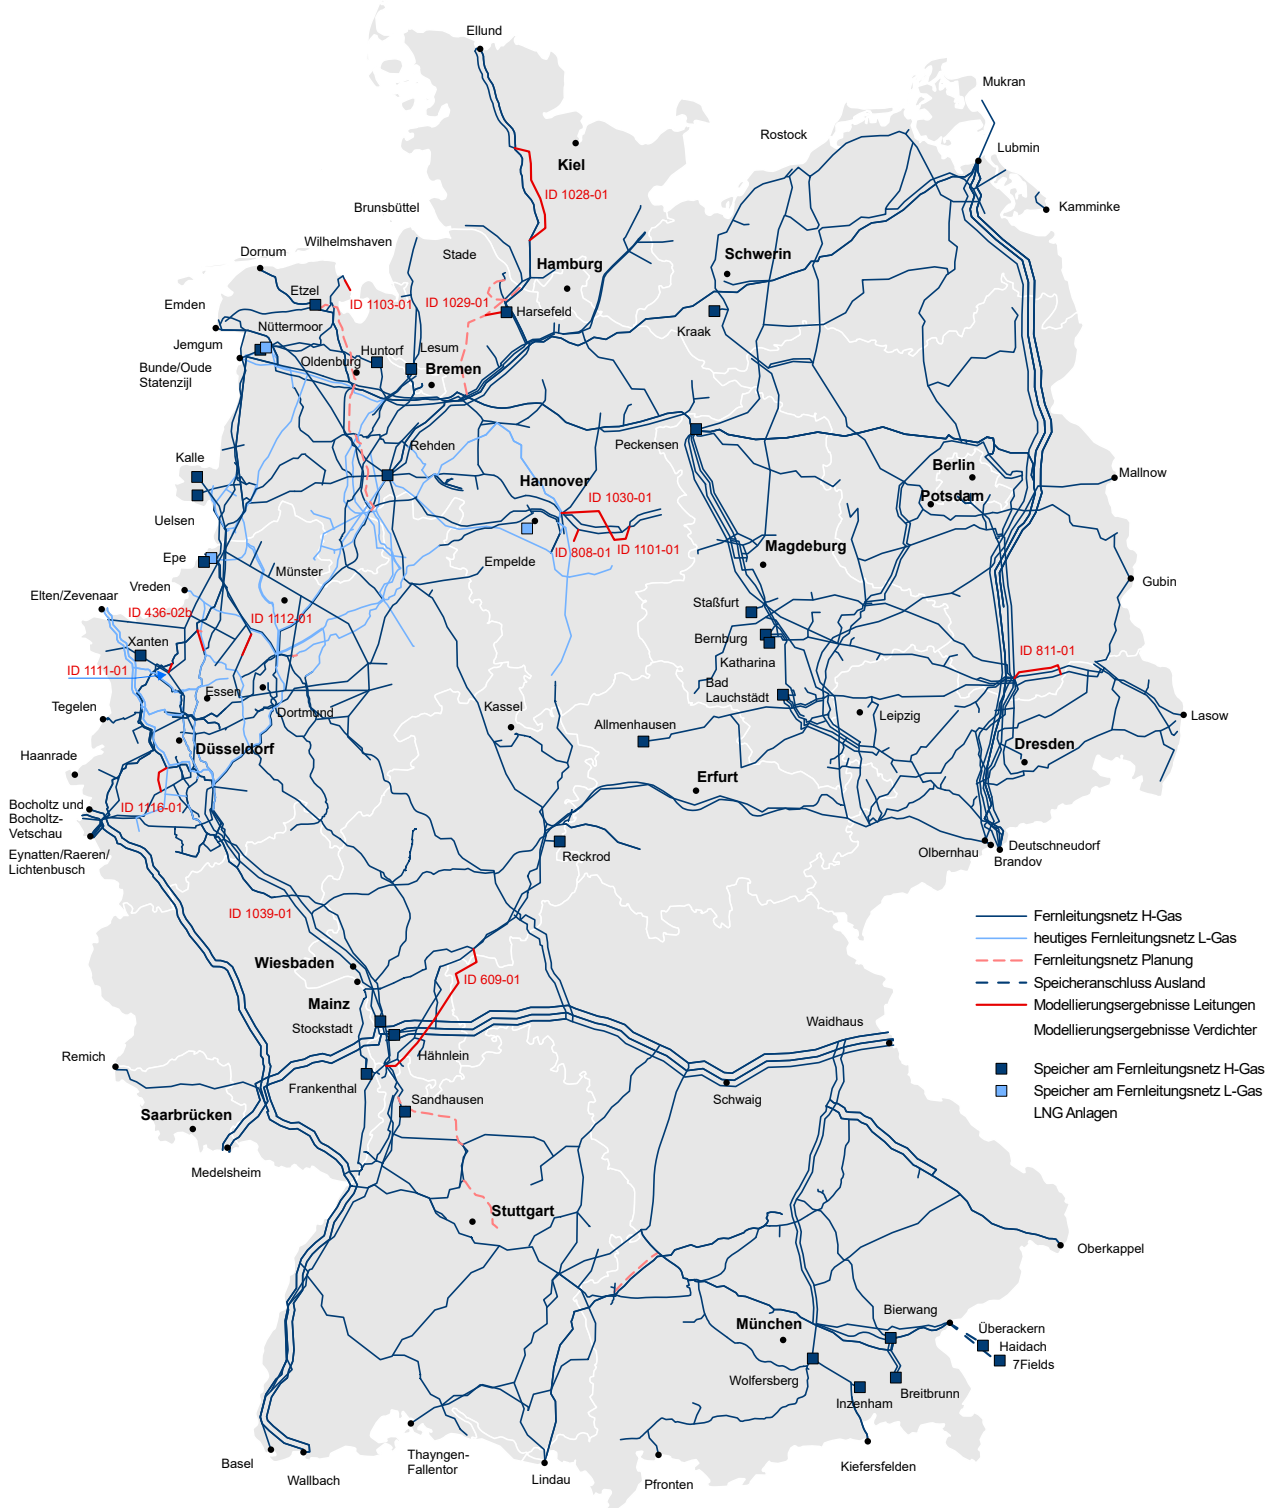 Ellund
Mukran
Rostock
Kiel
Lubmin
ID 1028-01
Kamminke
Brunsbüttel
Wilhelmshaven
Dornum
Stade
Hamburg
Schwerin
Etzel
ID 1103-01
ID 1029-01
Emden
Harsefeld
Nüttermoor
Kraak
Jemgum
Huntorf
Lesum
Oldenburg
Bremen
Bunde/Oude
Statenzijl
Rehden
Peckensen
Kalle
Berlin
Mallnow
Hannover
Potsdam
ID 1030-01
Uelsen
ID 808-01
ID 1101-01
Magdeburg
Epe
Empelde
Münster
Gubin
Vreden
Elten/Zevenaar
ID 436-02b
ID 1112-01
Staßfurt
Xanten
Bernburg
Katharina
ID 811-01
ID 1111-01
Bad
Lauchstädt
Essen
Tegelen
Dortmund
Kassel
Allmenhausen
Leipzig
Lasow
Düsseldorf
Dresden
Haanrade
Erfurt
ID 1116-01
Bocholtz und
Bocholtz-
Vetschau
Eynatten/Raeren/
Lichtenbusch
Reckrod
Olbernhau
Deutschneudorf
Brandov
ID 1039-01
Wiesbaden
ID 609-01
Mainz
Stockstadt
Waidhaus
Remich
Hähnlein
Frankenthal
Schwaig
Sandhausen
Saarbrücken
Medelsheim
Stuttgart
Oberkappel
Bierwang
München
Überackern
Haidach
7Fields
Wolfersberg
Breitbrunn
Inzenham
Basel
Wallbach
Thayngen-
Fallentor
Lindau
Pfronten
Kiefersfelden
Fernleitungsnetz H-Gas
heutiges Fernleitungsnetz L-Gas
Fernleitungsnetz Planung
Speicheranschluss Ausland
Modellierungsergebnisse Leitungen
Modellierungsergebnisse Verdichter
Speicher am Fernleitungsnetz H-Gas
Speicher am Fernleitungsnetz L-Gas
LNG Anlagen